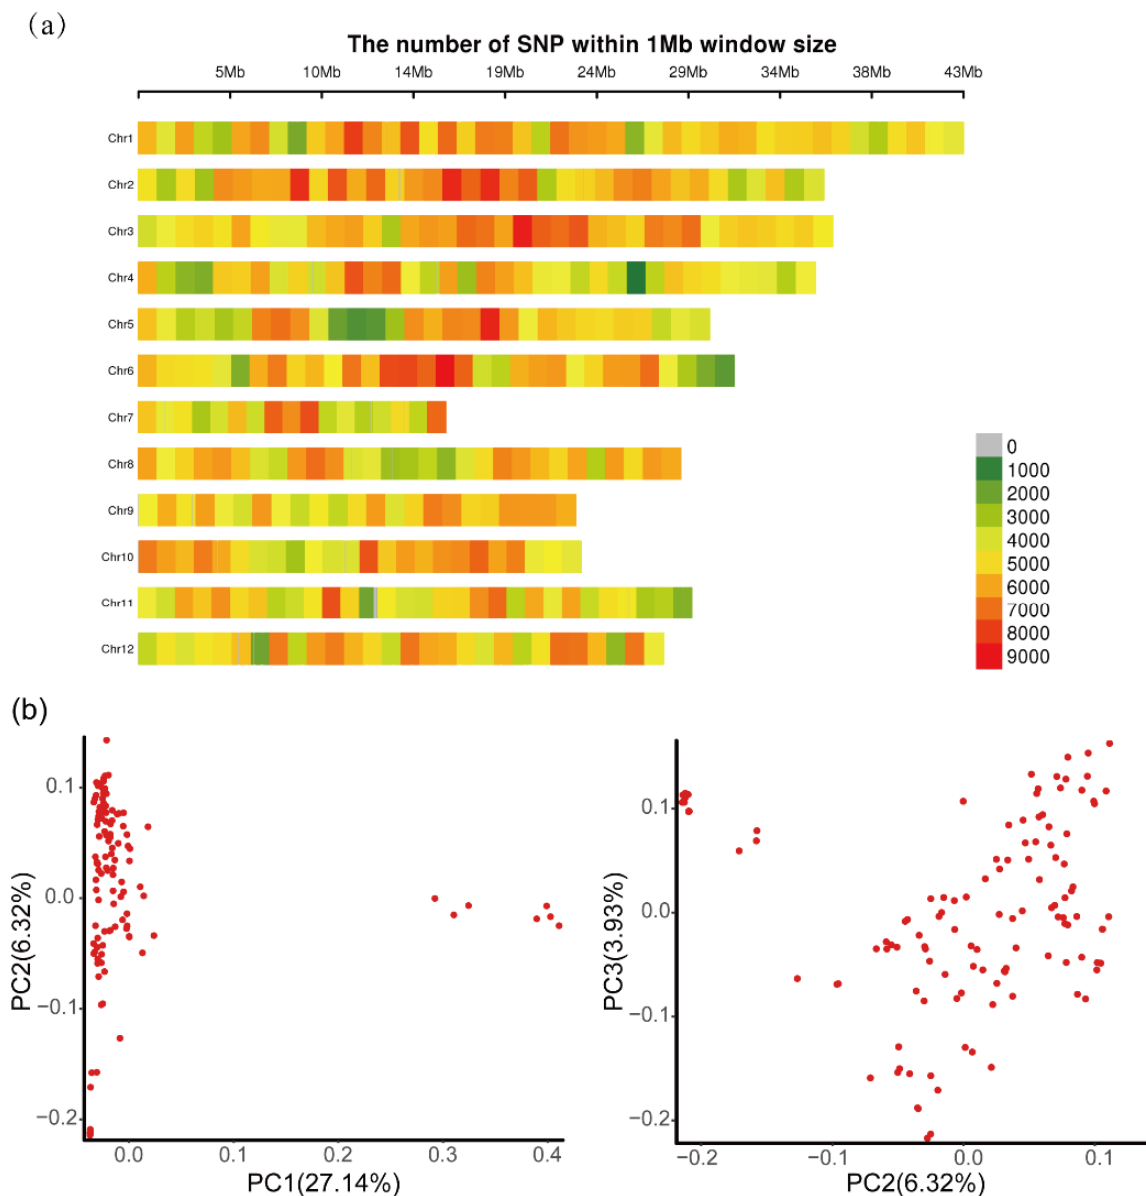 (a)
The number of SNP within 1Mb window size
5Mb 10Mb 14Mb 19Mb 24Mb 29Mb 34Mb 38Mb 43Mb
Chr1
Chr2
Chr3
Chr4
Chr5
Chr6
Chr7
Chr8
Chr9
Chr10
Chr11
Chr12
0
1000
2000
3000
4000
5000
6000
7000
8000
9000
(b)
PC2(6.32%)
0.1
0.0
−0.1
−0.2
0.0 0.1 0.2 0.3 0.4
PC1(27.14%)
PC3(3.93%)
0.1
0.0
−0.1
−0.2
−0.2 −0.1 0.0 0.1
PC2(6.32%)